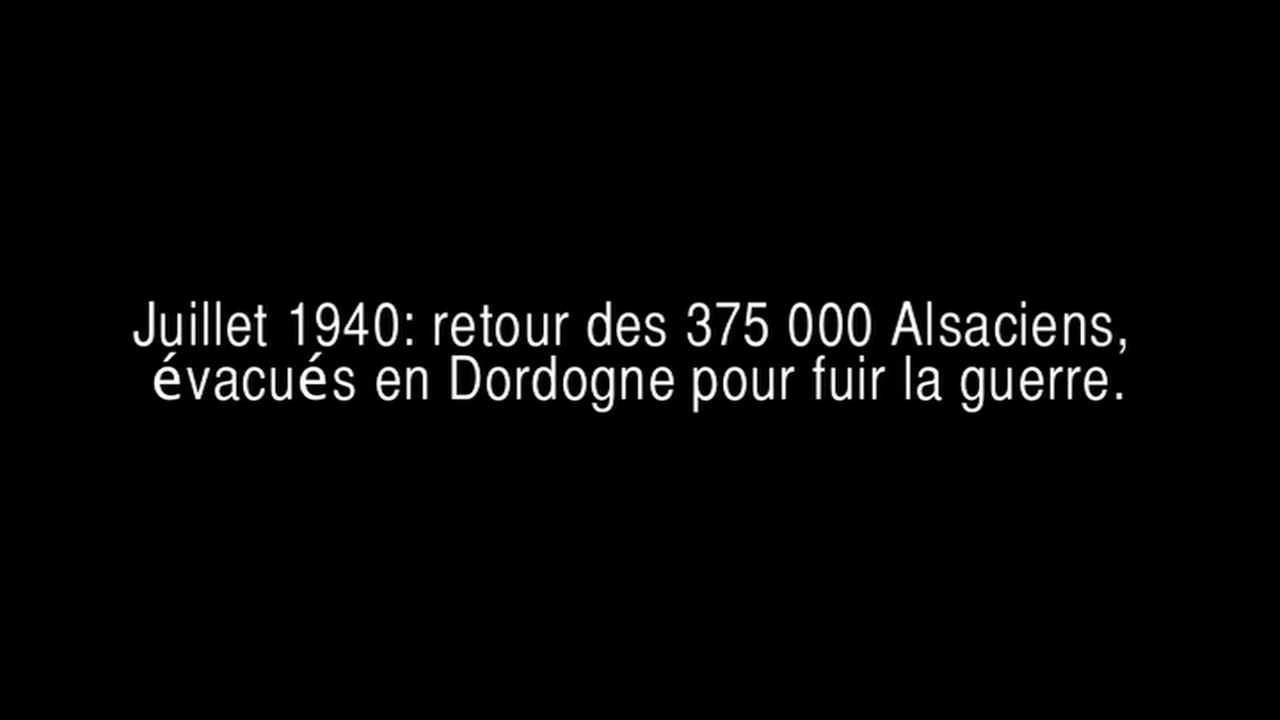 Juillet 1940: retour des 375 000 Alsaciens,
évacués en Dordogne pour fuir la guerre.